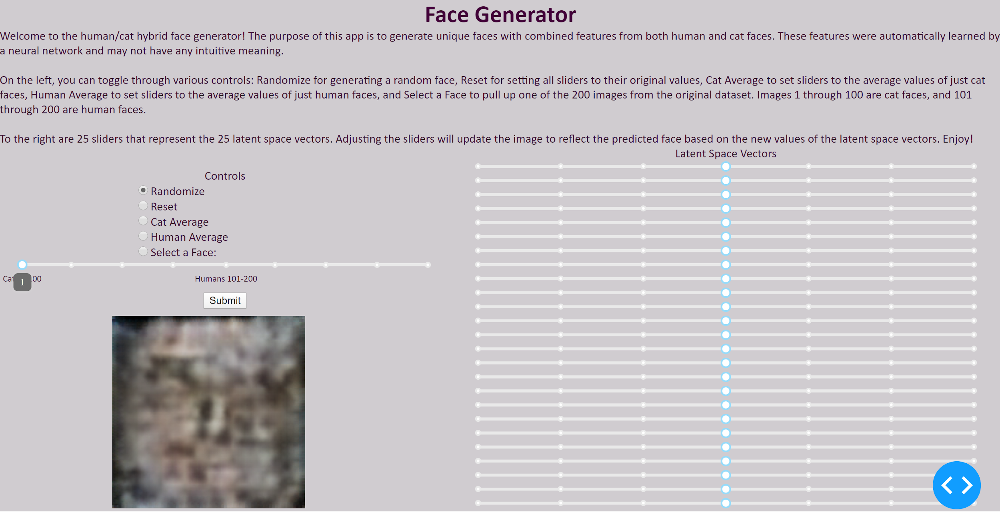 Face Generator
Welcome to the human/cat hybrid face generator! The purpose of this app is to generate unique faces with combined features from both human and cat faces. These features were automatically learned by
a neural network and may not have any intuitive meaning.
On the left, you can toggle through various controls: Randomize for generating a random face, Reset for setting all sliders to their original values, Cat Average to set sliders to the average values of just cat
faces, Human Average to set sliders to the average values of just human faces, and Select a Face to pull up one of the 200 images from the original dataset. Images 1 through 100 are cat faces, and 101
through 200 are human faces.
To the right are 25 sliders that represent the 25 latent space vectors. Adjusting the sliders will update the image to reflect the predicted face based on the new values of the latent space vectors. Enjoy!
Latent Space Vectors
Controls
Randomize
Reset
Cat Average
Human Average
Select a Face:
1
Humans 101-200
Submit